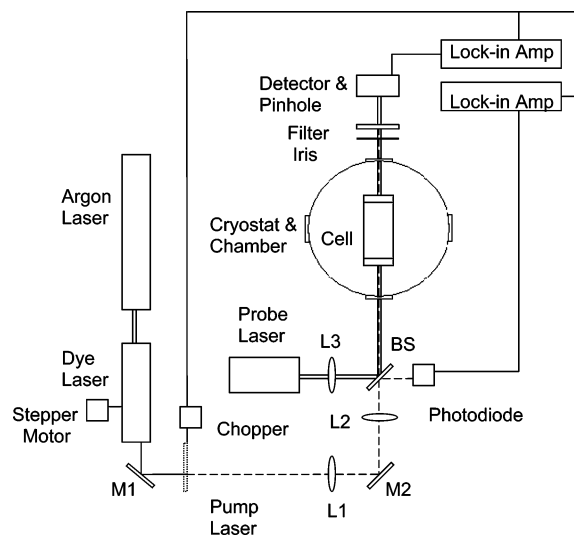 Lock-in Amp
Detector &
Pinhole
Lock-in Amp
Filter
Iris
Argon
Laser
Cryostat &
Chamber
Cell
Probe
Laser
L3
BS
Dye
Laser
Stepper
Motor
Chopper
L2
Photodiode
M1
Pump
Laser
L1
M2